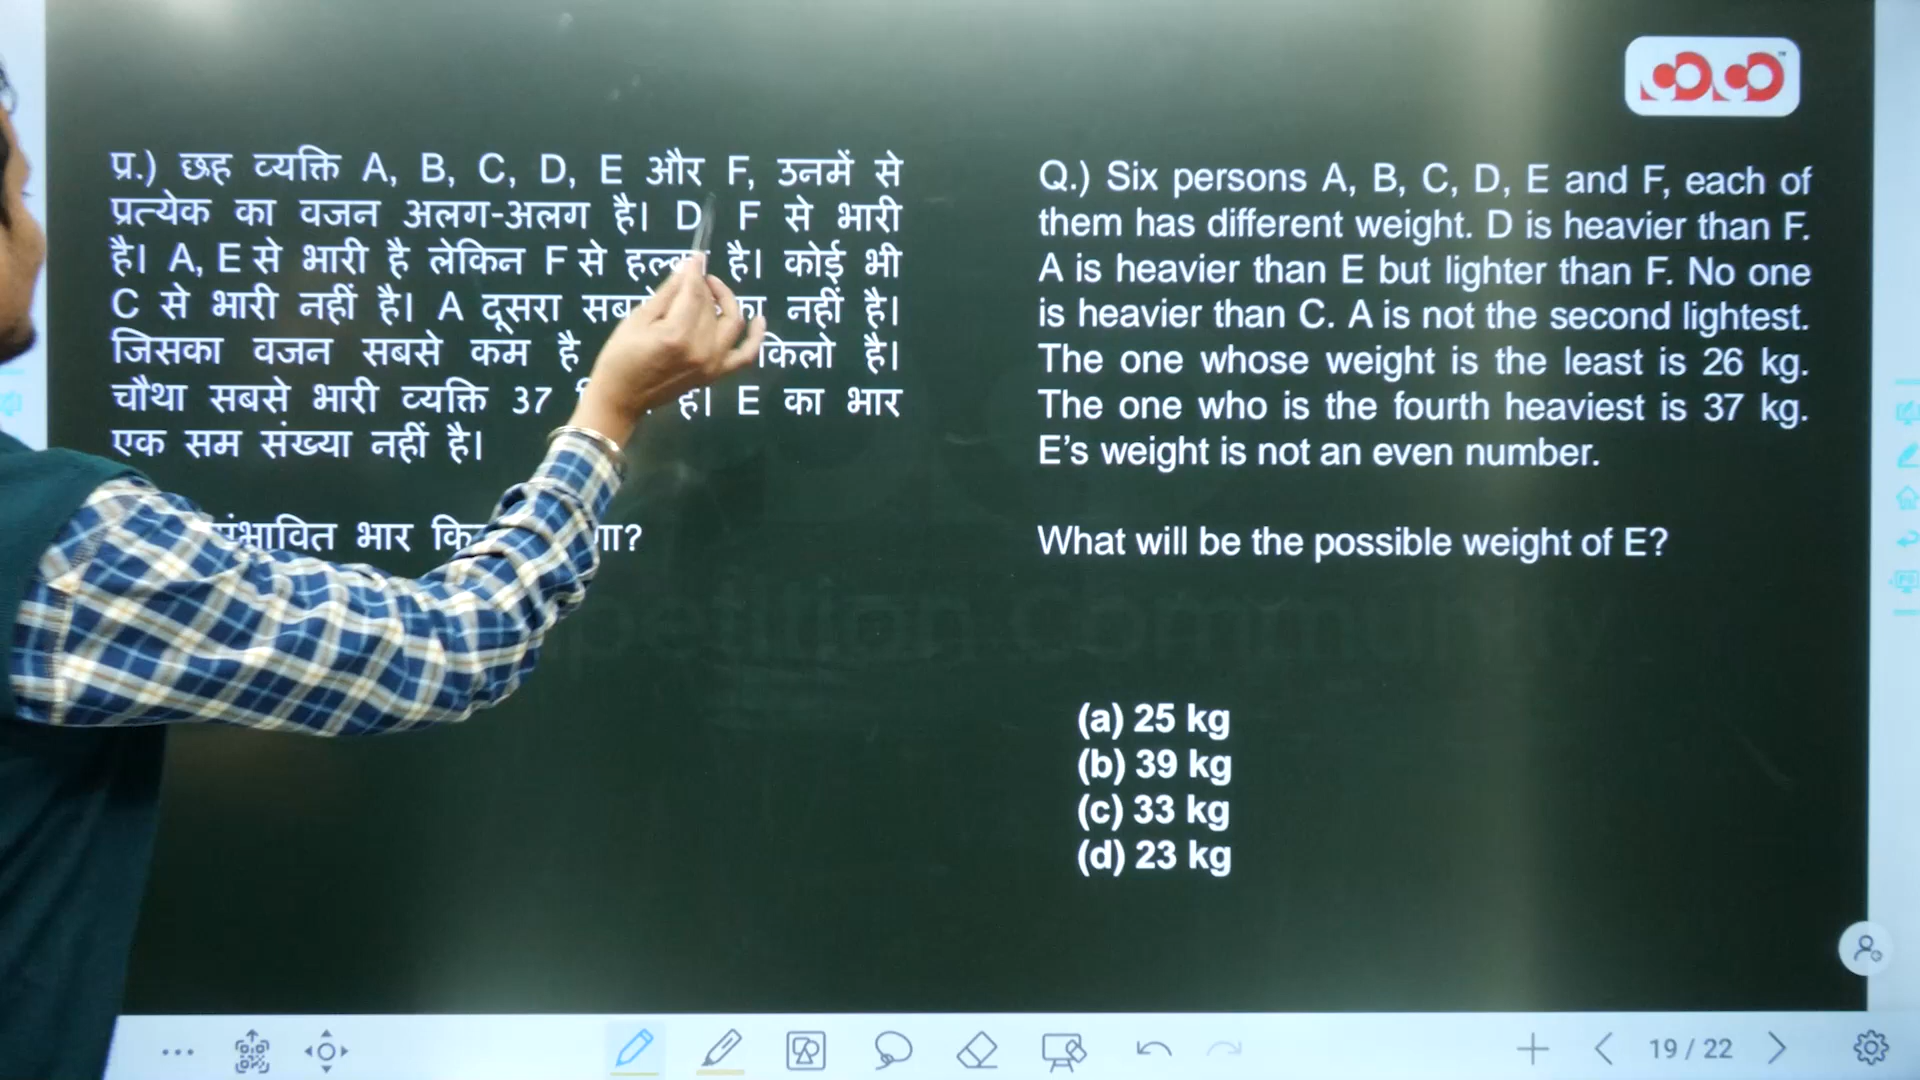 प्र.) छह व्यक्ति A, B, C, D, E और F, उनमें से
प्रत्येक का वजन अलग-अलग है। D F से भारी
है। A, E से भारी है लेकिन F से है। कोई भी
C से भारी नहीं है। A दूसरा नहीं है।
जिसका वजन सबसे कम है किलो है।
चौथा सबसे भारी व्यक्ति 37 है। E का भार
एक सम संख्या नहीं है।
संभावित भार
Q.) Six persons A, B, C, D, E and F, each of
them has different weight. D is heavier than F.
A is heavier than E but lighter than F. No one
is heavier than C. A is not the second lightest.
The one whose weight is the least is 26 kg.
The one who is the fourth heaviest is 37 kg.
E's weight is not an even number.
What will be the possible weight of E?
(a) 25 kg
(b) 39 kg
(c) 33 kg
(d) 23 kg
Community
19 / 22